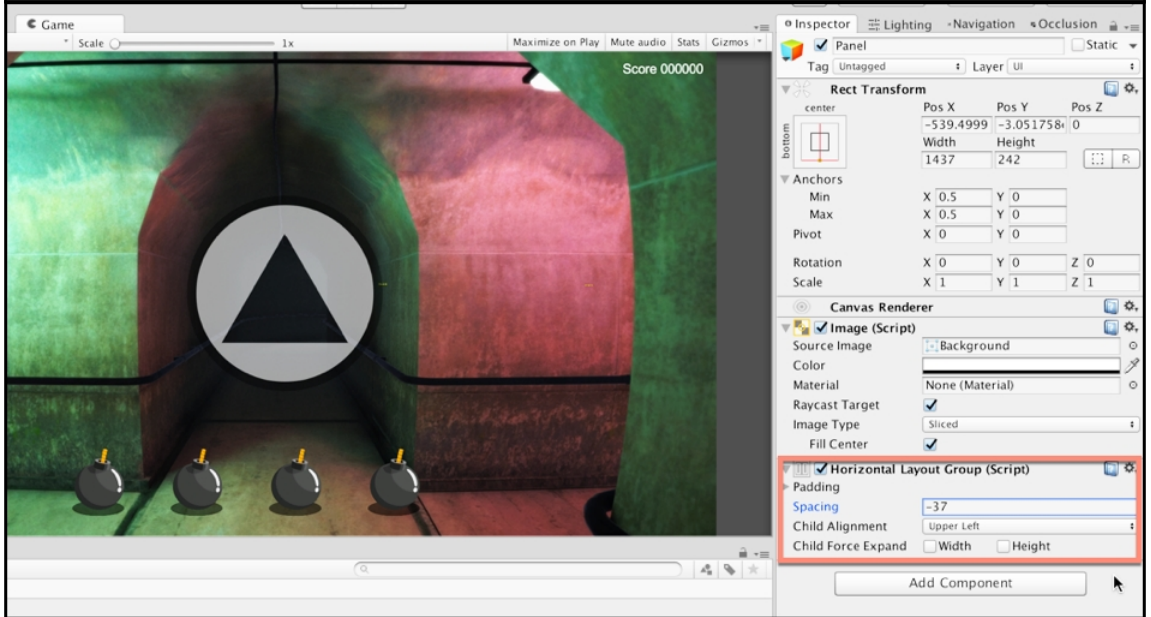 Game
Scale 1x Maximize on Play Mute audio Stats Gizmos
Score 000000
Inspector Lighting Navigation Occlusion
Panel Static
Tag Untagged Layer UI
Rect Transform
center Pos X Pos Y Pos Z
bottom -539.4999 -3.051758 0
Width Height
1437 242 R
Anchors
Min X 0.5 Y 0
Max X 0.5 Y 0
Pivot X 0 Y 0
Rotation X 0 Y 0 Z 0
Scale X 1 Y 1 Z 1
Canvas Renderer
Image (Script)
Source Image Background
Color
Material None (Material)
Raycast Target
Image Type Sliced
Fill Center
Horizontal Layout Group (Script)
Padding
Spacing -37
Child Alignment Upper Left
Child Force Expand Width Height
Add Component